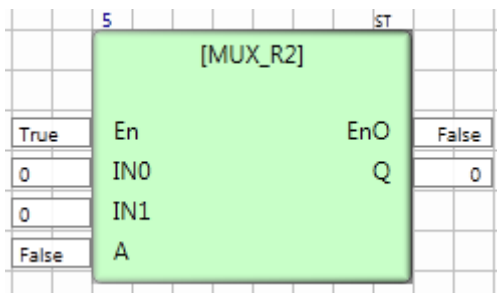 5 ST
[MUX_R2]
True En EnO False
0 IN0 Q 0
0 IN1
False A